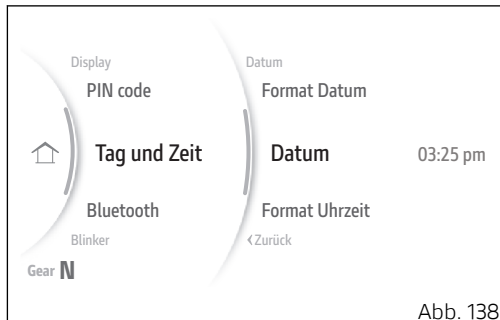 Display
PIN code
Tag und Zeit
Bluetooth
Blinker
Gear N
Datum
Format Datum
Datum 03:25 pm
Format Uhrzeit
‹Zurück
Abb. 138